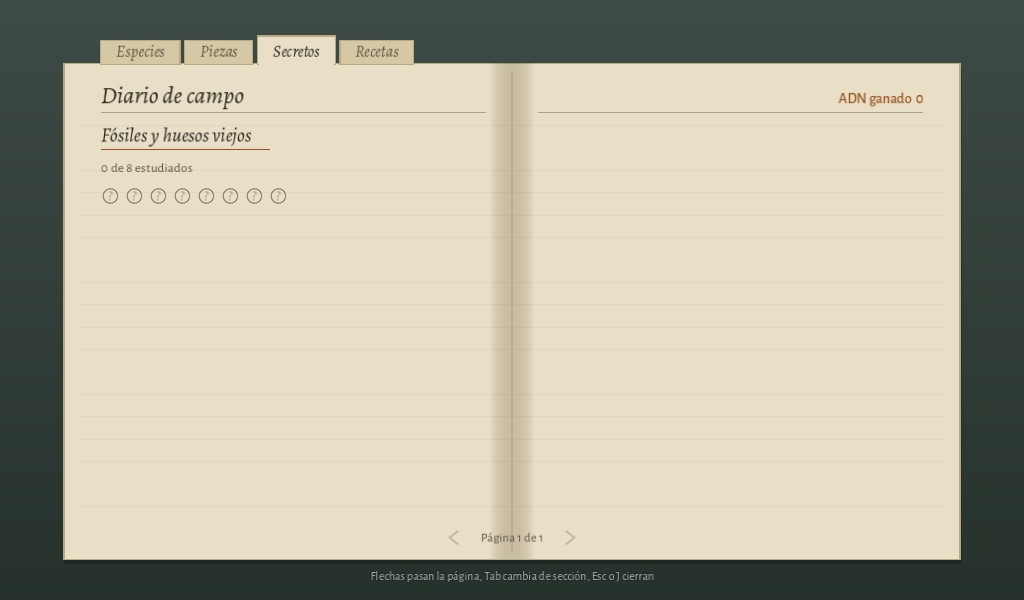 Especies
Piezas
Secretos
Recetas
Diario de campo
ADN ganado 0
Fósiles y huesos viejos
0 de 8 estudiados
? ? ? ? ? ? ? ?
Página 1 de 1
Flechas pasan la página, Tab cambia de sección, Esc o J cierran